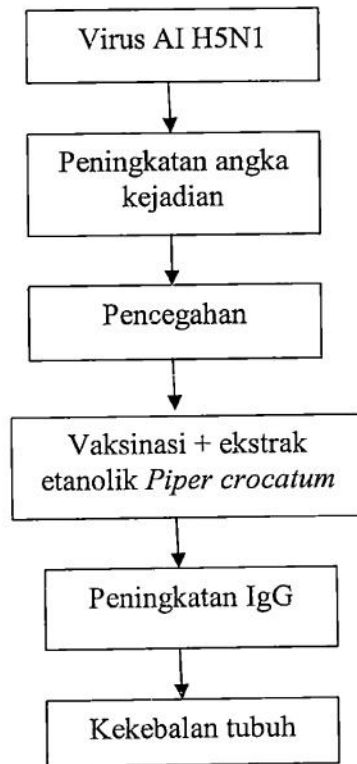 Virus AI H5N1
Peningkatan angka
kejadian
Pencegahan
Vaksinasi + ekstrak
etanolik Piper crocatum
Peningkatan IgG
Kekebalan tubuh